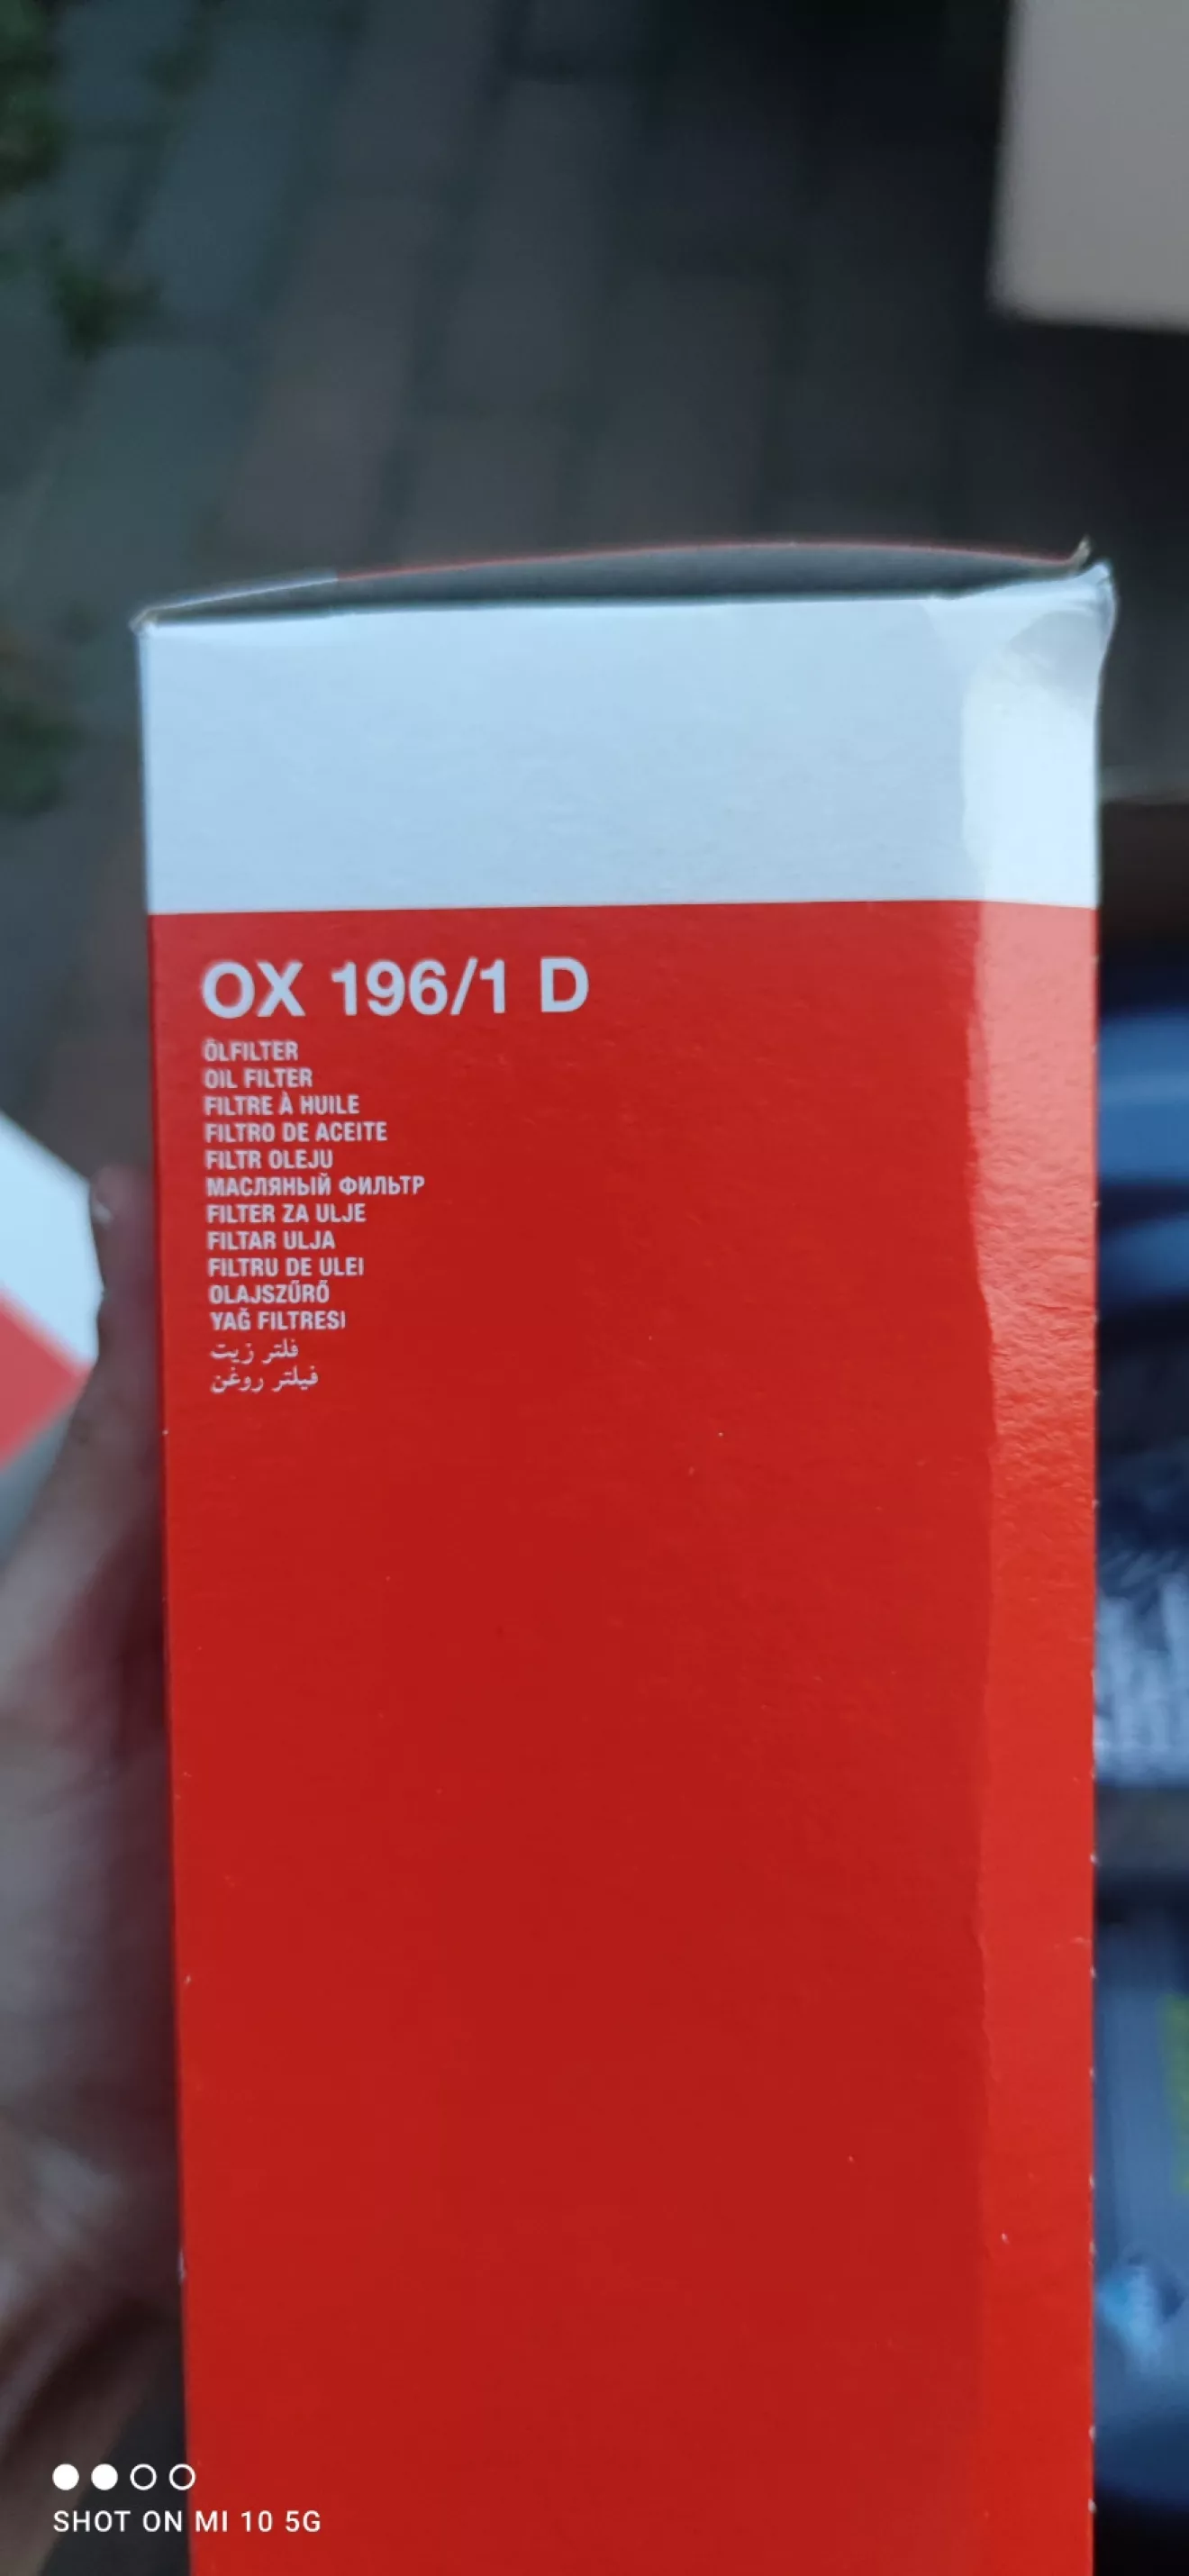 OX 196/1 D
ÖLFILTER
OIL FILTER
FILTRE À HUILE
FILTRO DE ACEITE
FILTR OLEJU
МАСЛЯНЫЙ ФИЛЬТР
FILTER ZA ULJE
FILTAR ULJA
FILTRU DE ULEI
OLAJSZŰRŐ
YAĞ FILTRESI
فلتر زيت
فیلتر روغن
SHOT ON MI 10 5G